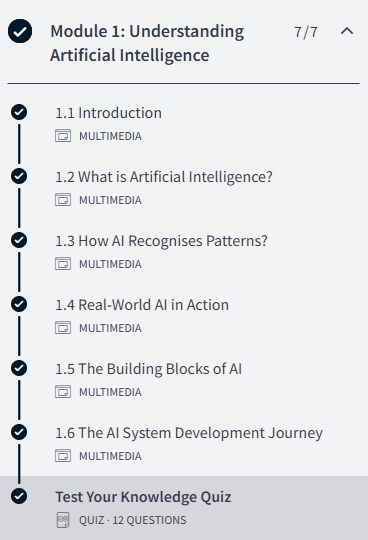 Module 1: Understanding
Artificial Intelligence
7/7
1.1 Introduction
MULTIMEDIA
1.2 What is Artificial Intelligence?
MULTIMEDIA
1.3 How AI Recognises Patterns?
MULTIMEDIA
1.4 Real-World AI in Action
MULTIMEDIA
1.5 The Building Blocks of AI
MULTIMEDIA
1.6 The AI System Development Journey
MULTIMEDIA
Test Your Knowledge Quiz
QUIZ · 12 QUESTIONS